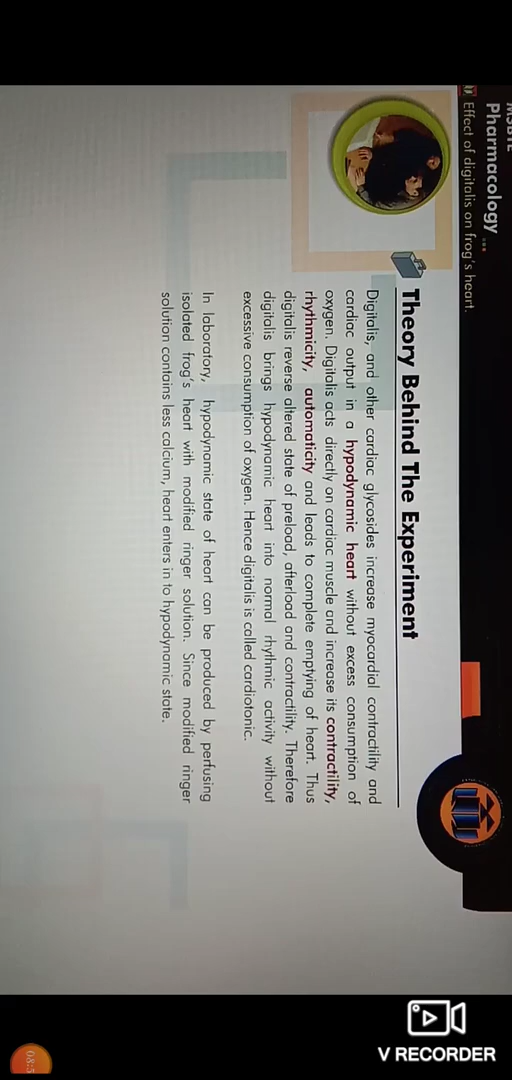 Pharmacology ...
Effect of digitalis on frog's heart.
Theory Behind The Experiment
Digitalis, and other cardiac glycosides increase myocardial contractility and
cardiac output in a hypodynamic heart without excess consumption of
oxygen. Digitalis acts directly on cardiac muscle and increase its contractility,
rhythmicity, automaticity and leads to complete emptying of heart. Thus
digitalis reverse altered state of preload, afterload and contractility. Therefore
digitalis brings hypodynamic heart into normal rhythmic activity without
excessive consumption of oxygen. Hence digitalis is called cardiotonic.
In laboratory, hypodynamic state of heart can be produced by perfusing
isolated frog's heart with modified ringer solution. Since modified ringer
solution contains less calcium, heart enters in to hypodynamic state.
V RECORDER